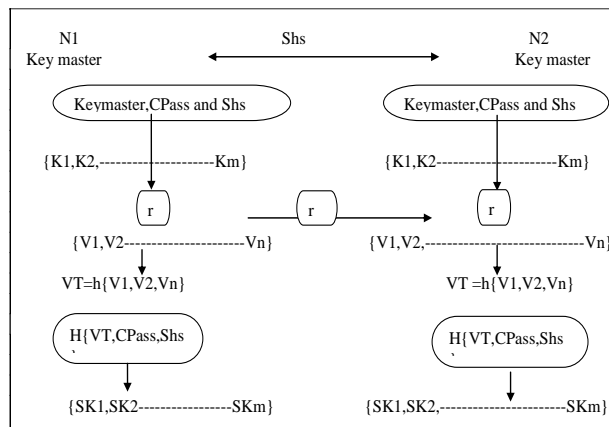 N1 Shs N2
Key master Key master
Keymaster,CPass and Shs Keymaster,CPass and Shs
{K1,K2,--------------------Km} {K1,K2--------------------Km}
r r r
{V1,V2--------------------Vn} {V1,V2,--------------------Vn}
VT=h{V1,V2,Vn} VT =h{V1,V2,Vn}
H{VT,CPass,Shs H{VT,CPass,Shs
{SK1,SK2--------------------SKm} {SK1,SK2,--------------------SKm}